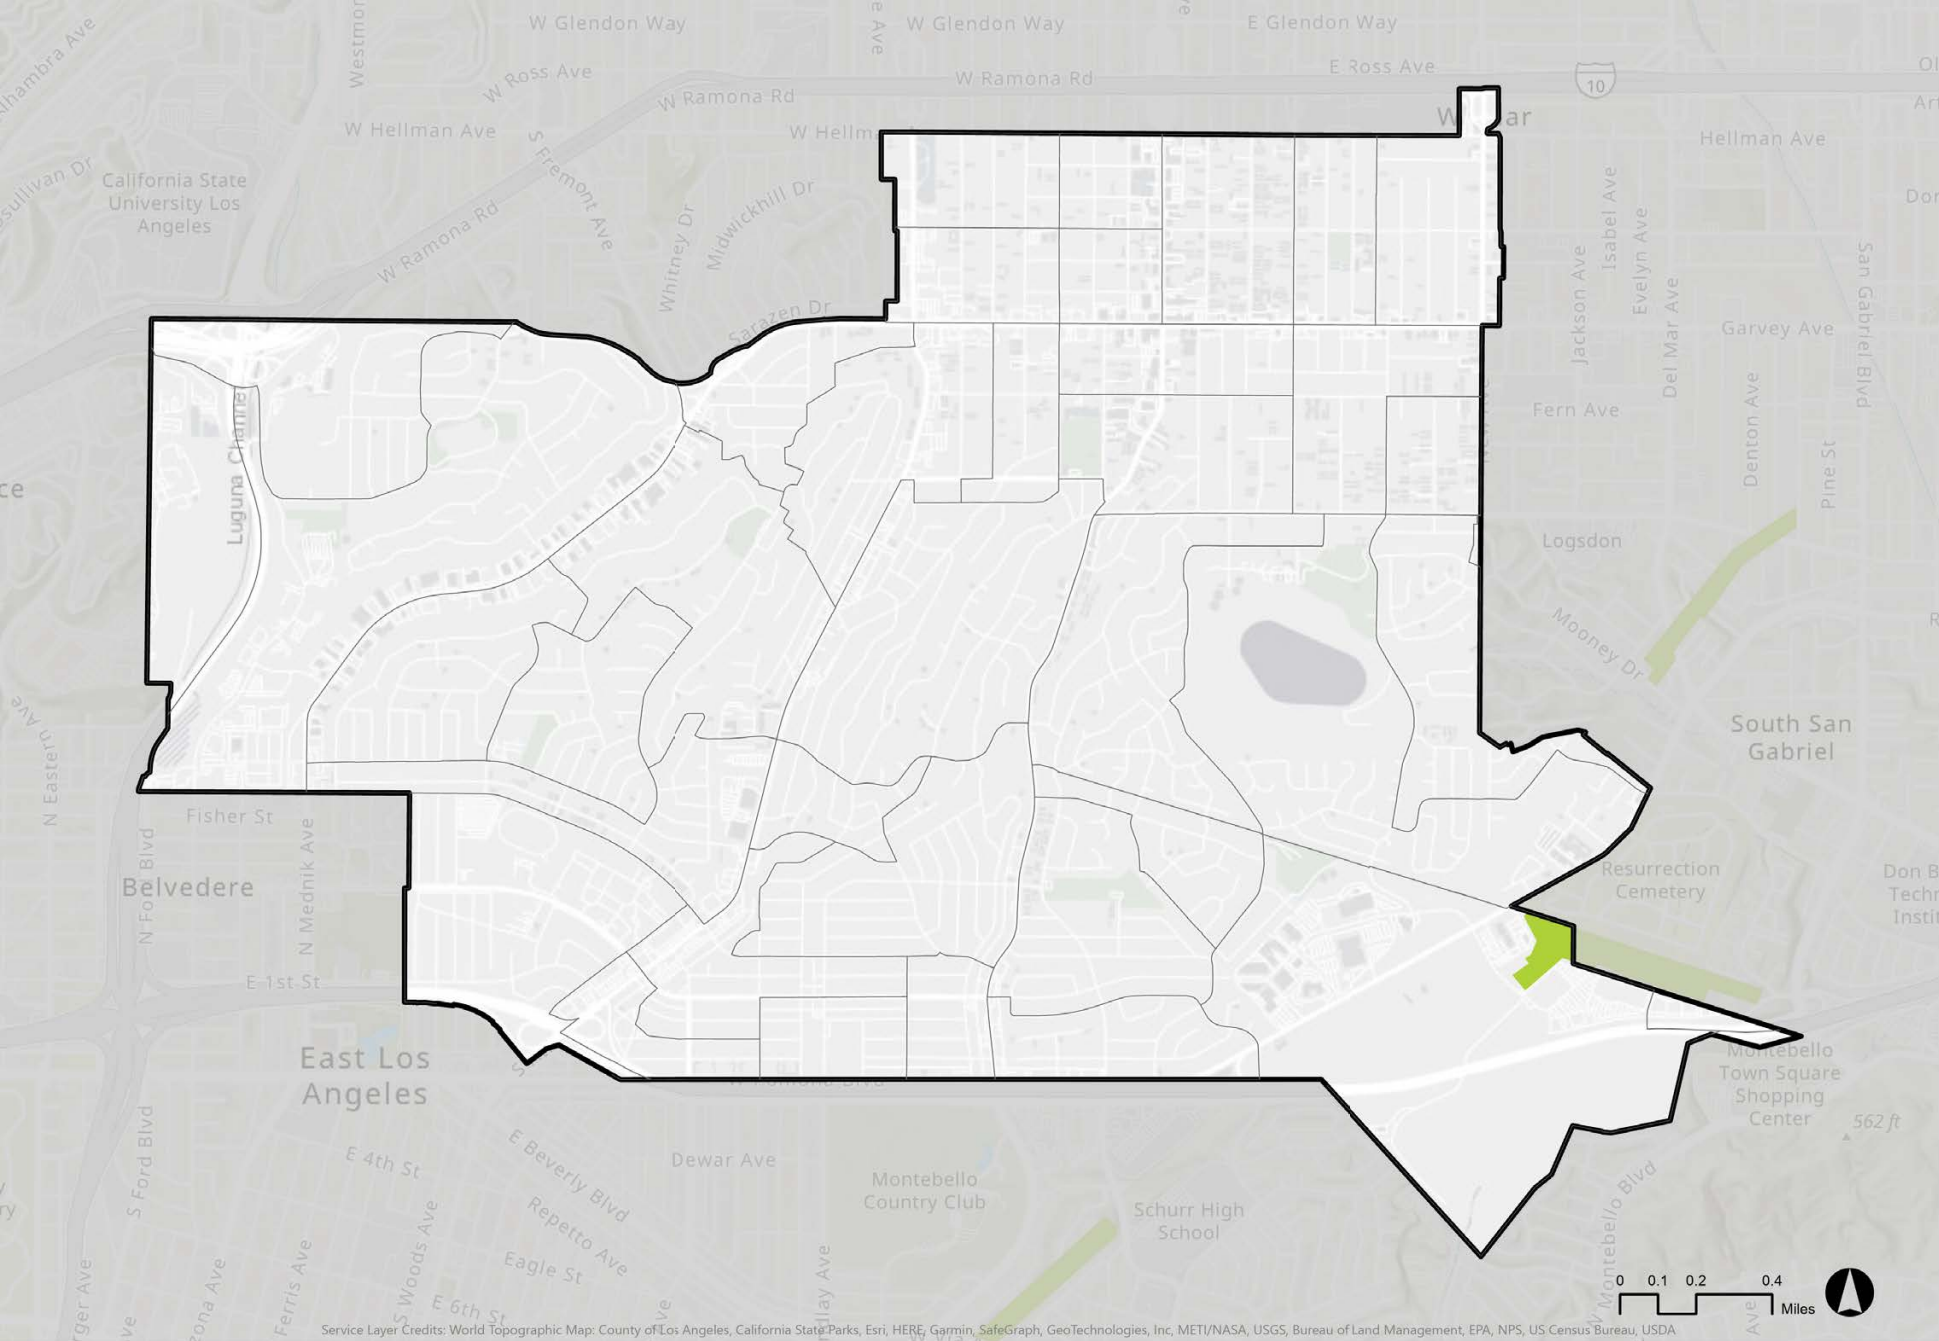 W Glendon Way
W Glendon Way
E Glendon Way
W Ross Ave
W Ramona Rd
E Ross Ave
W Ramona Rd
10
W Hellman Ave
Hellman Ave
S Fremont Ave
California State
University Los
Angeles
Midwickhill Dr
Whitney Dr
W Ramona Rd
Isabel Ave
Evelyn Ave
Jackson Ave
Del Mar Ave
San Gabriel Blvd
Sarazen Dr
Garvey Ave
Fern Ave
Denton Ave
Pine St
Logsdon
Mooney Dr
South San
Gabriel
N Eastern Ave
Fisher St
N Ford Blvd
N Mednik Ave
Belvedere
Resurrection
Cemetery
E 1st St
East Los
Angeles
Montebello
Town Square
Shopping
Center
562 ft
S Ford Blvd
E 4th St
E Beverly Blvd
Dewar Ave
Montebello
Country Club
Schurr High
School
Repetto Ave
Eagle St
S Woods Ave
Ferris Ave
E 6th St
N Montebello Blvd
0 0.1 0.2 0.4
Miles
Service Layer Credits: World Topographic Map: County of Los Angeles, California State Parks, Esri, HERE, Garmin, SafeGraph, GeoTechnologies, Inc, METI/NASA, USGS, Bureau of Land Management, EPA, NPS, US Census Bureau, USDA